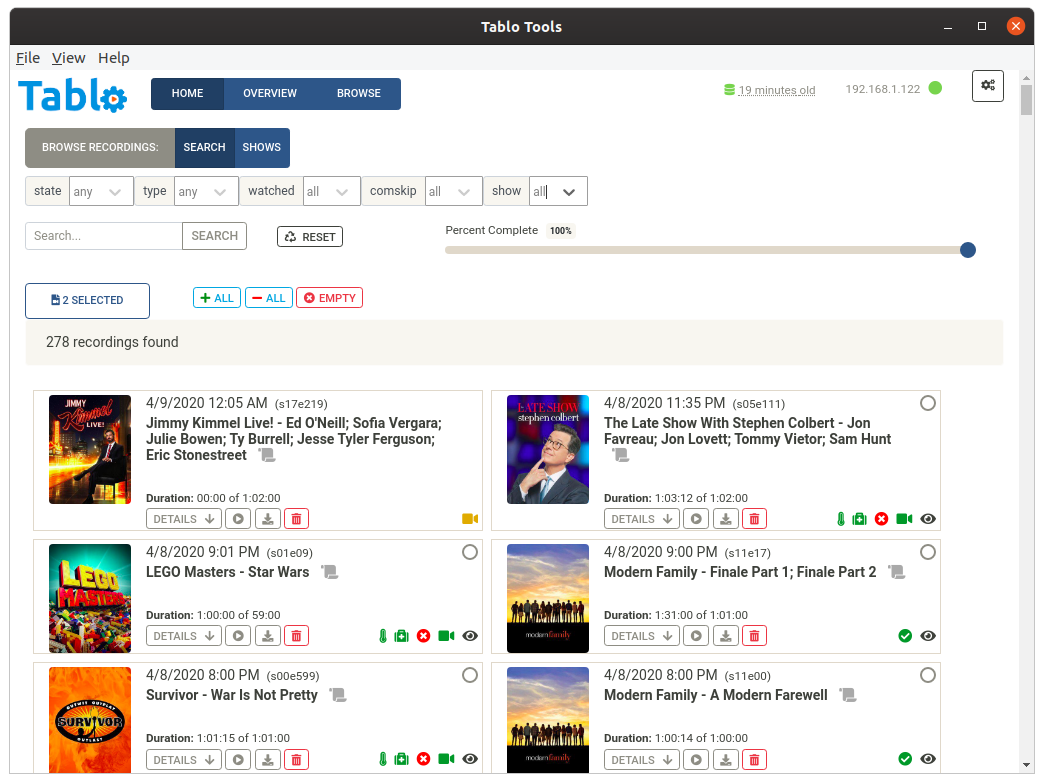 Tablo Tools
File View Help
Tablo
HOME OVERVIEW BROWSE
19 minutes old
192.168.1.122
BROWSE RECORDINGS: SEARCH SHOWS
state any type any watched all comskip all show all
Search... SEARCH RESET
Percent Complete 100%
2 SELECTED
ALL ALL EMPTY
278 recordings found
JIMMY
Kimmel
LIVE!
4/9/2020 12:05 AM (s17e219)
Jimmy Kimmel Live! - Ed O'Neill; Sofia Vergara;
Julie Bowen; Ty Burrell; Jesse Tyler Ferguson;
Eric Stonestreet
Duration: 00:00 of 1:02:00
DETAILS
LATE SHOW
stephen colbert
4/8/2020 11:35 PM (s05e111)
The Late Show With Stephen Colbert - Jon
Favreau; Jon Lovett; Tommy Vietor; Sam Hunt
Duration: 1:03:12 of 1:02:00
DETAILS
LEGO
MASTERS
4/8/2020 9:01 PM (s01e09)
LEGO Masters - Star Wars
Duration: 1:00:00 of 59:00
DETAILS
modern family
4/8/2020 9:00 PM (s11e17)
Modern Family - Finale Part 1; Finale Part 2
Duration: 1:31:00 of 1:01:00
DETAILS
OUTWIT OUTPLAY
SURVIVOR
OUTLAST
4/8/2020 8:00 PM (s00e599)
Survivor - War Is Not Pretty
Duration: 1:01:15 of 1:01:00
DETAILS
modern family
4/8/2020 8:00 PM (s11e00)
Modern Family - A Modern Farewell
Duration: 1:00:14 of 1:00:00
DETAILS